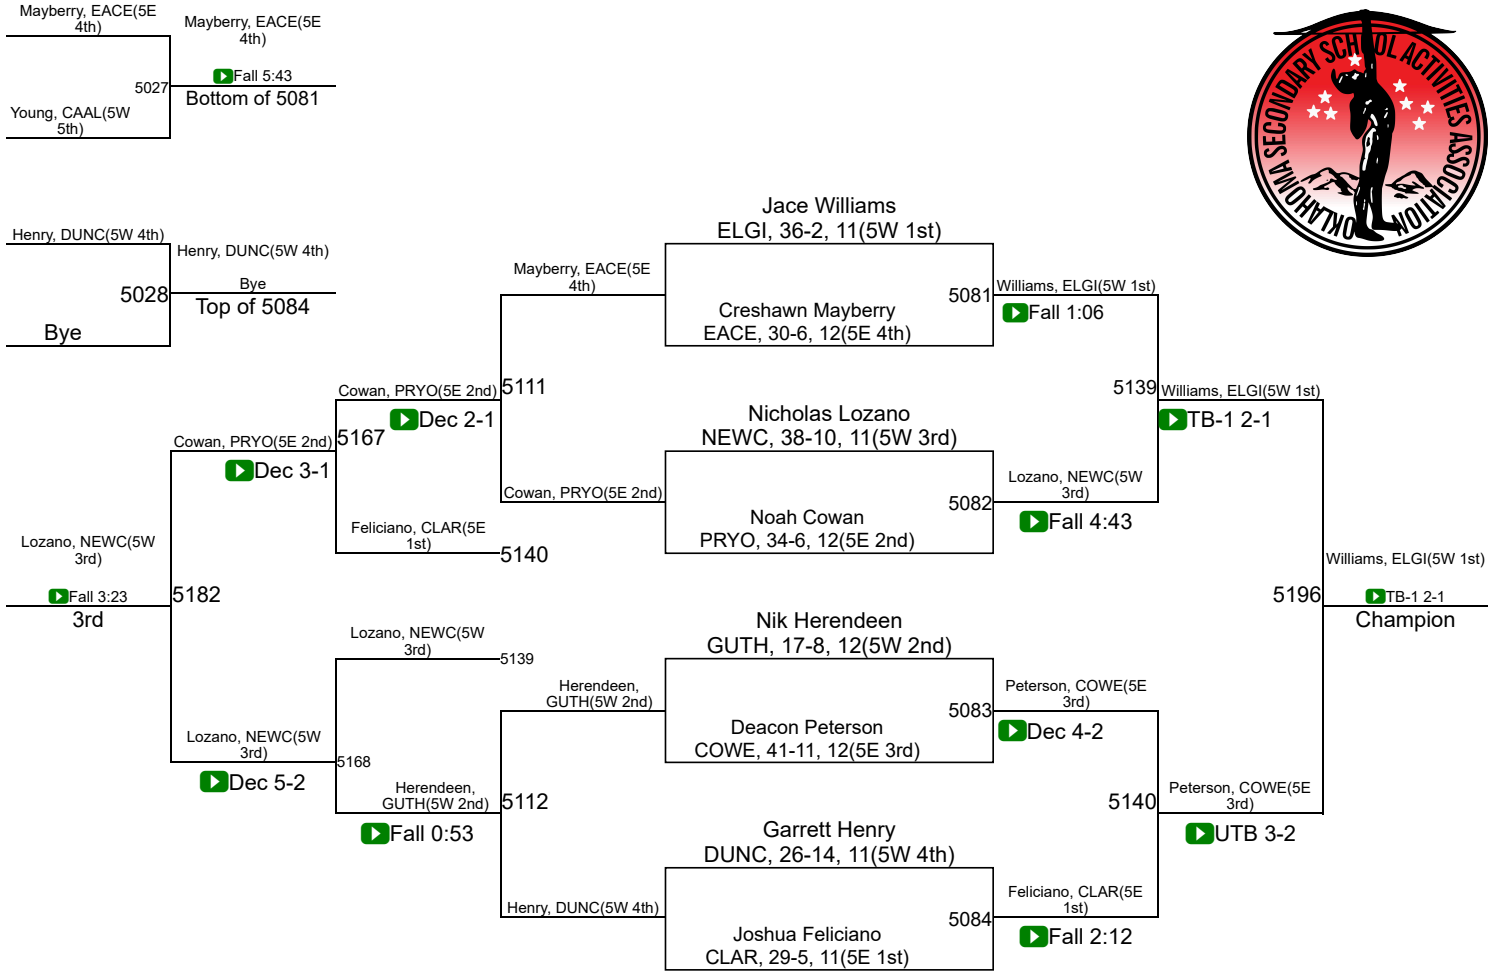 Mayberry, EACE(5E
4th)
Mayberry, EACE(5E
4th)
5027
Fall 5:43
Bottom of 5081
Young, CAAL(5W
5th)
Henry, DUNC(5W 4th)
Henry, DUNC(5W 4th)
5028
Bye
Top of 5084
Bye
OKLAHOMA SECONDARY SCHOOL ACTIVITIES ASSOCIATION
Jace Williams
ELGI, 36-2, 11(5W 1st)
Mayberry, EACE(5E
4th)
5081
Williams, ELGI(5W 1st)
Creshawn Mayberry
EACE, 30-6, 12(5E 4th)
Fall 1:06
Cowan, PRYO(5E 2nd)
5111
5139
Williams, ELGI(5W 1st)
Dec 2-1
Nicholas Lozano
NEWC, 38-10, 11(5W 3rd)
TB-1 2-1
Cowan, PRYO(5E 2nd)
5167
Dec 3-1
Cowan, PRYO(5E 2nd)
5082
Lozano, NEWC(5W
3rd)
Noah Cowan
PRYO, 34-6, 12(5E 2nd)
Fall 4:43
Feliciano, CLAR(5E
1st)
5140
Lozano, NEWC(5W
3rd)
Fall 3:23
3rd
5182
5196
Williams, ELGI(5W 1st)
TB-1 2-1
Champion
Nik Herendeen
GUTH, 17-8, 12(5W 2nd)
Lozano, NEWC(5W
3rd)
5139
Herendeen,
GUTH(5W 2nd)
5083
Peterson, COWE(5E
3rd)
Deacon Peterson
COWE, 41-11, 12(5E 3rd)
Dec 4-2
Lozano, NEWC(5W
3rd)
5168
Dec 5-2
Herendeen,
GUTH(5W 2nd)
5112
5140
Peterson, COWE(5E
3rd)
Fall 0:53
Garrett Henry
DUNC, 26-14, 11(5W 4th)
UTB 3-2
Henry, DUNC(5W 4th)
5084
Feliciano, CLAR(5E
1st)
Joshua Feliciano
CLAR, 29-5, 11(5E 1st)
Fall 2:12